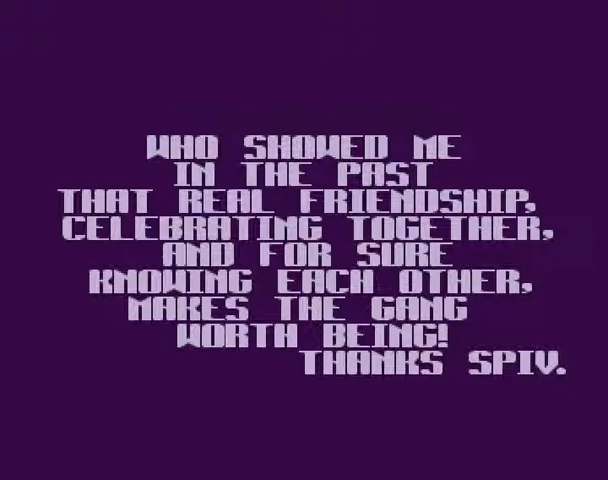 WHO SHOWED ME
IN THE PAST
THAT REAL FRIENDSHIP,
CELEBRATING TOGETHER,
AND FOR SURE
KNOWING EACH OTHER,
MAKES THE GANG
WORTH BEING!
THANKS SPIV.